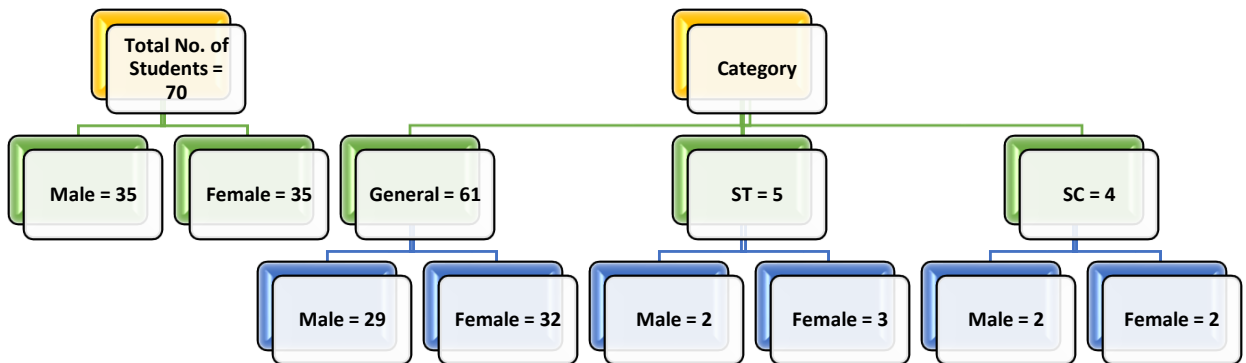 Total No. of
Students =
70
Category
Male = 35
Female = 35
General = 61
ST = 5
SC = 4
Male = 29
Female = 32
Male = 2
Female = 3
Male = 2
Female = 2